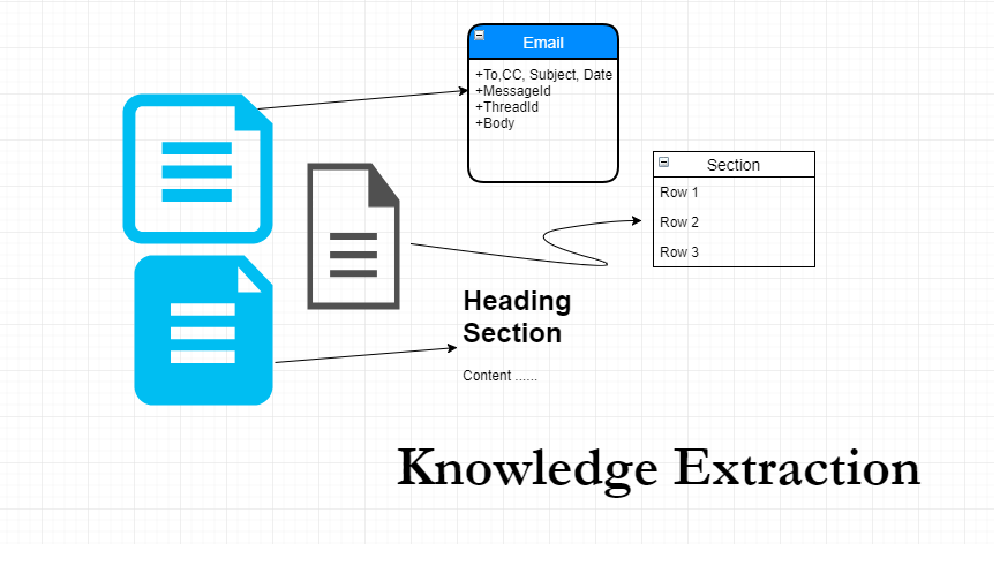 Email
+To,CC, Subject, Date
+MessageId
+ThreadId
+Body
Section
Row 1
Row 2
Row 3
Heading
Section
Content ......
Knowledge Extraction